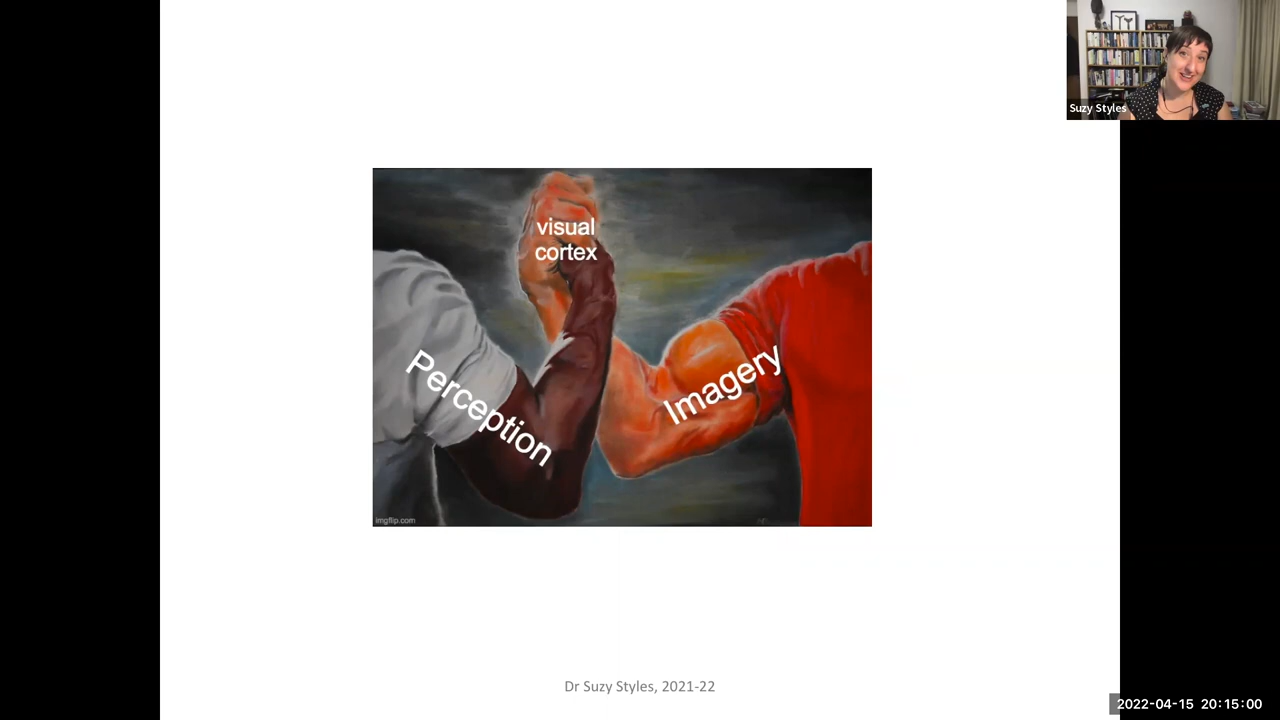 Suzy Styles
visual
cortex
Perception
Imagery
imgflip.com
Dr Suzy Styles, 2021-22
2022-04-15 20:15:00